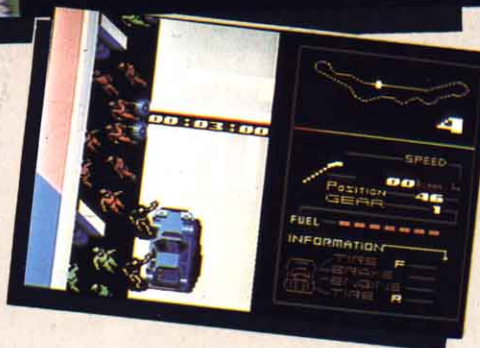 00:03:00
4
SPEED
00
POSITION 46
GEAR 1
FUEL
INFORMATION
TIRE F
BRAKE
ENGINE
TIRE R